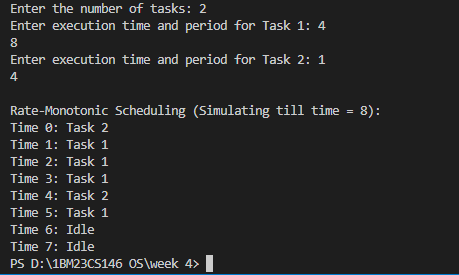 Enter the number of tasks: 2
Enter execution time and period for Task 1: 4
8
Enter execution time and period for Task 2: 1
4
Rate-Monotonic Scheduling (Simulating till time = 8):
Time 0: Task 2
Time 1: Task 1
Time 2: Task 1
Time 3: Task 1
Time 4: Task 2
Time 5: Task 1
Time 6: Idle
Time 7: Idle
PS D:\1BM23CS146 OS\week 4>